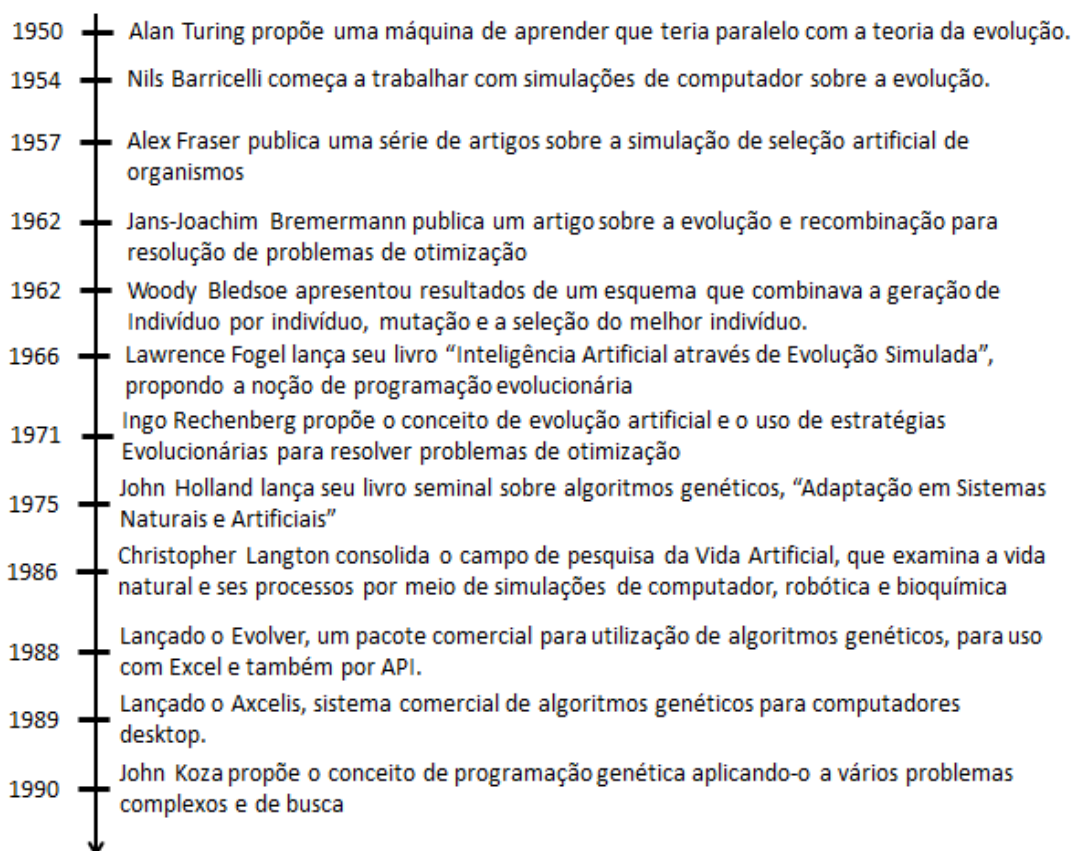 1950 Alan Turing propõe uma máquina de aprender que teria paralelo com a teoria da evolução.
1954 Nils Barricelli começa a trabalhar com simulações de computador sobre a evolução.
1957 Alex Fraser publica uma série de artigos sobre a simulação de seleção artificial de
organismos
1962 Jans-Joachim Bremermann publica um artigo sobre a evolução e recombinação para
resolução de problemas de otimização
1962 Woody Bledsoe apresentou resultados de um esquema que combinava a geração de
Indivíduo por indivíduo, mutação e a seleção do melhor indivíduo.
1966 Lawrence Fogel lança seu livro “Inteligência Artificial através de Evolução Simulada”,
propondo a noção de programação evolucionária
1971 Ingo Rechenberg propõe o conceito de evolução artificial e o uso de estratégias
Evolucionárias para resolver problemas de otimização
1975 John Holland lança seu livro seminal sobre algoritmos genéticos, “Adaptação em Sistemas
Naturais e Artificiais”
1986 Christopher Langton consolida o campo de pesquisa da Vida Artificial, que examina a vida
natural e ses processos por meio de simulações de computador, robótica e bioquímica
1988 Lançado o Evolver, um pacote comercial para utilização de algoritmos genéticos, para uso
com Excel e também por API.
1989 Lançado o Axcelis, sistema comercial de algoritmos genéticos para computadores
desktop.
1990 John Koza propõe o conceito de programação genética aplicando-o a vários problemas
complexos e de busca